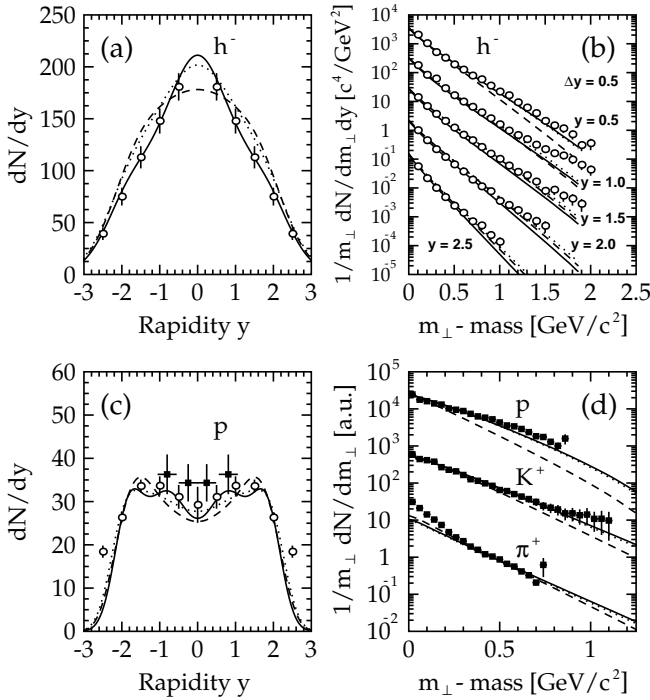 (a)
h-
dN/dy
250
200
150
100
50
0
-3 -2 -1 0 1 2 3
Rapidity y
(b)
h-
1/m⊥ dN/dm⊥dy [c⁴/GeV²]
10⁴
10³
10²
10
1
10⁻¹
10⁻²
10⁻³
10⁻⁴
10⁻⁵
Δy = 0.5
y = 0.5
y = 1.0
y = 1.5
y = 2.0
y = 2.5
0 0.5 1 1.5 2 2.5
m⊥- mass [GeV/c²]
(c)
p
dN/dy
60
50
40
30
20
10
0
-3 -2 -1 0 1 2 3
Rapidity y
(d)
p
K⁺
π⁺
1/m⊥ dN/dm⊥ [a.u.]
10⁵
10⁴
10³
10²
10
1
10⁻¹
10⁻²
0.5 1
m⊥- mass [GeV/c²]